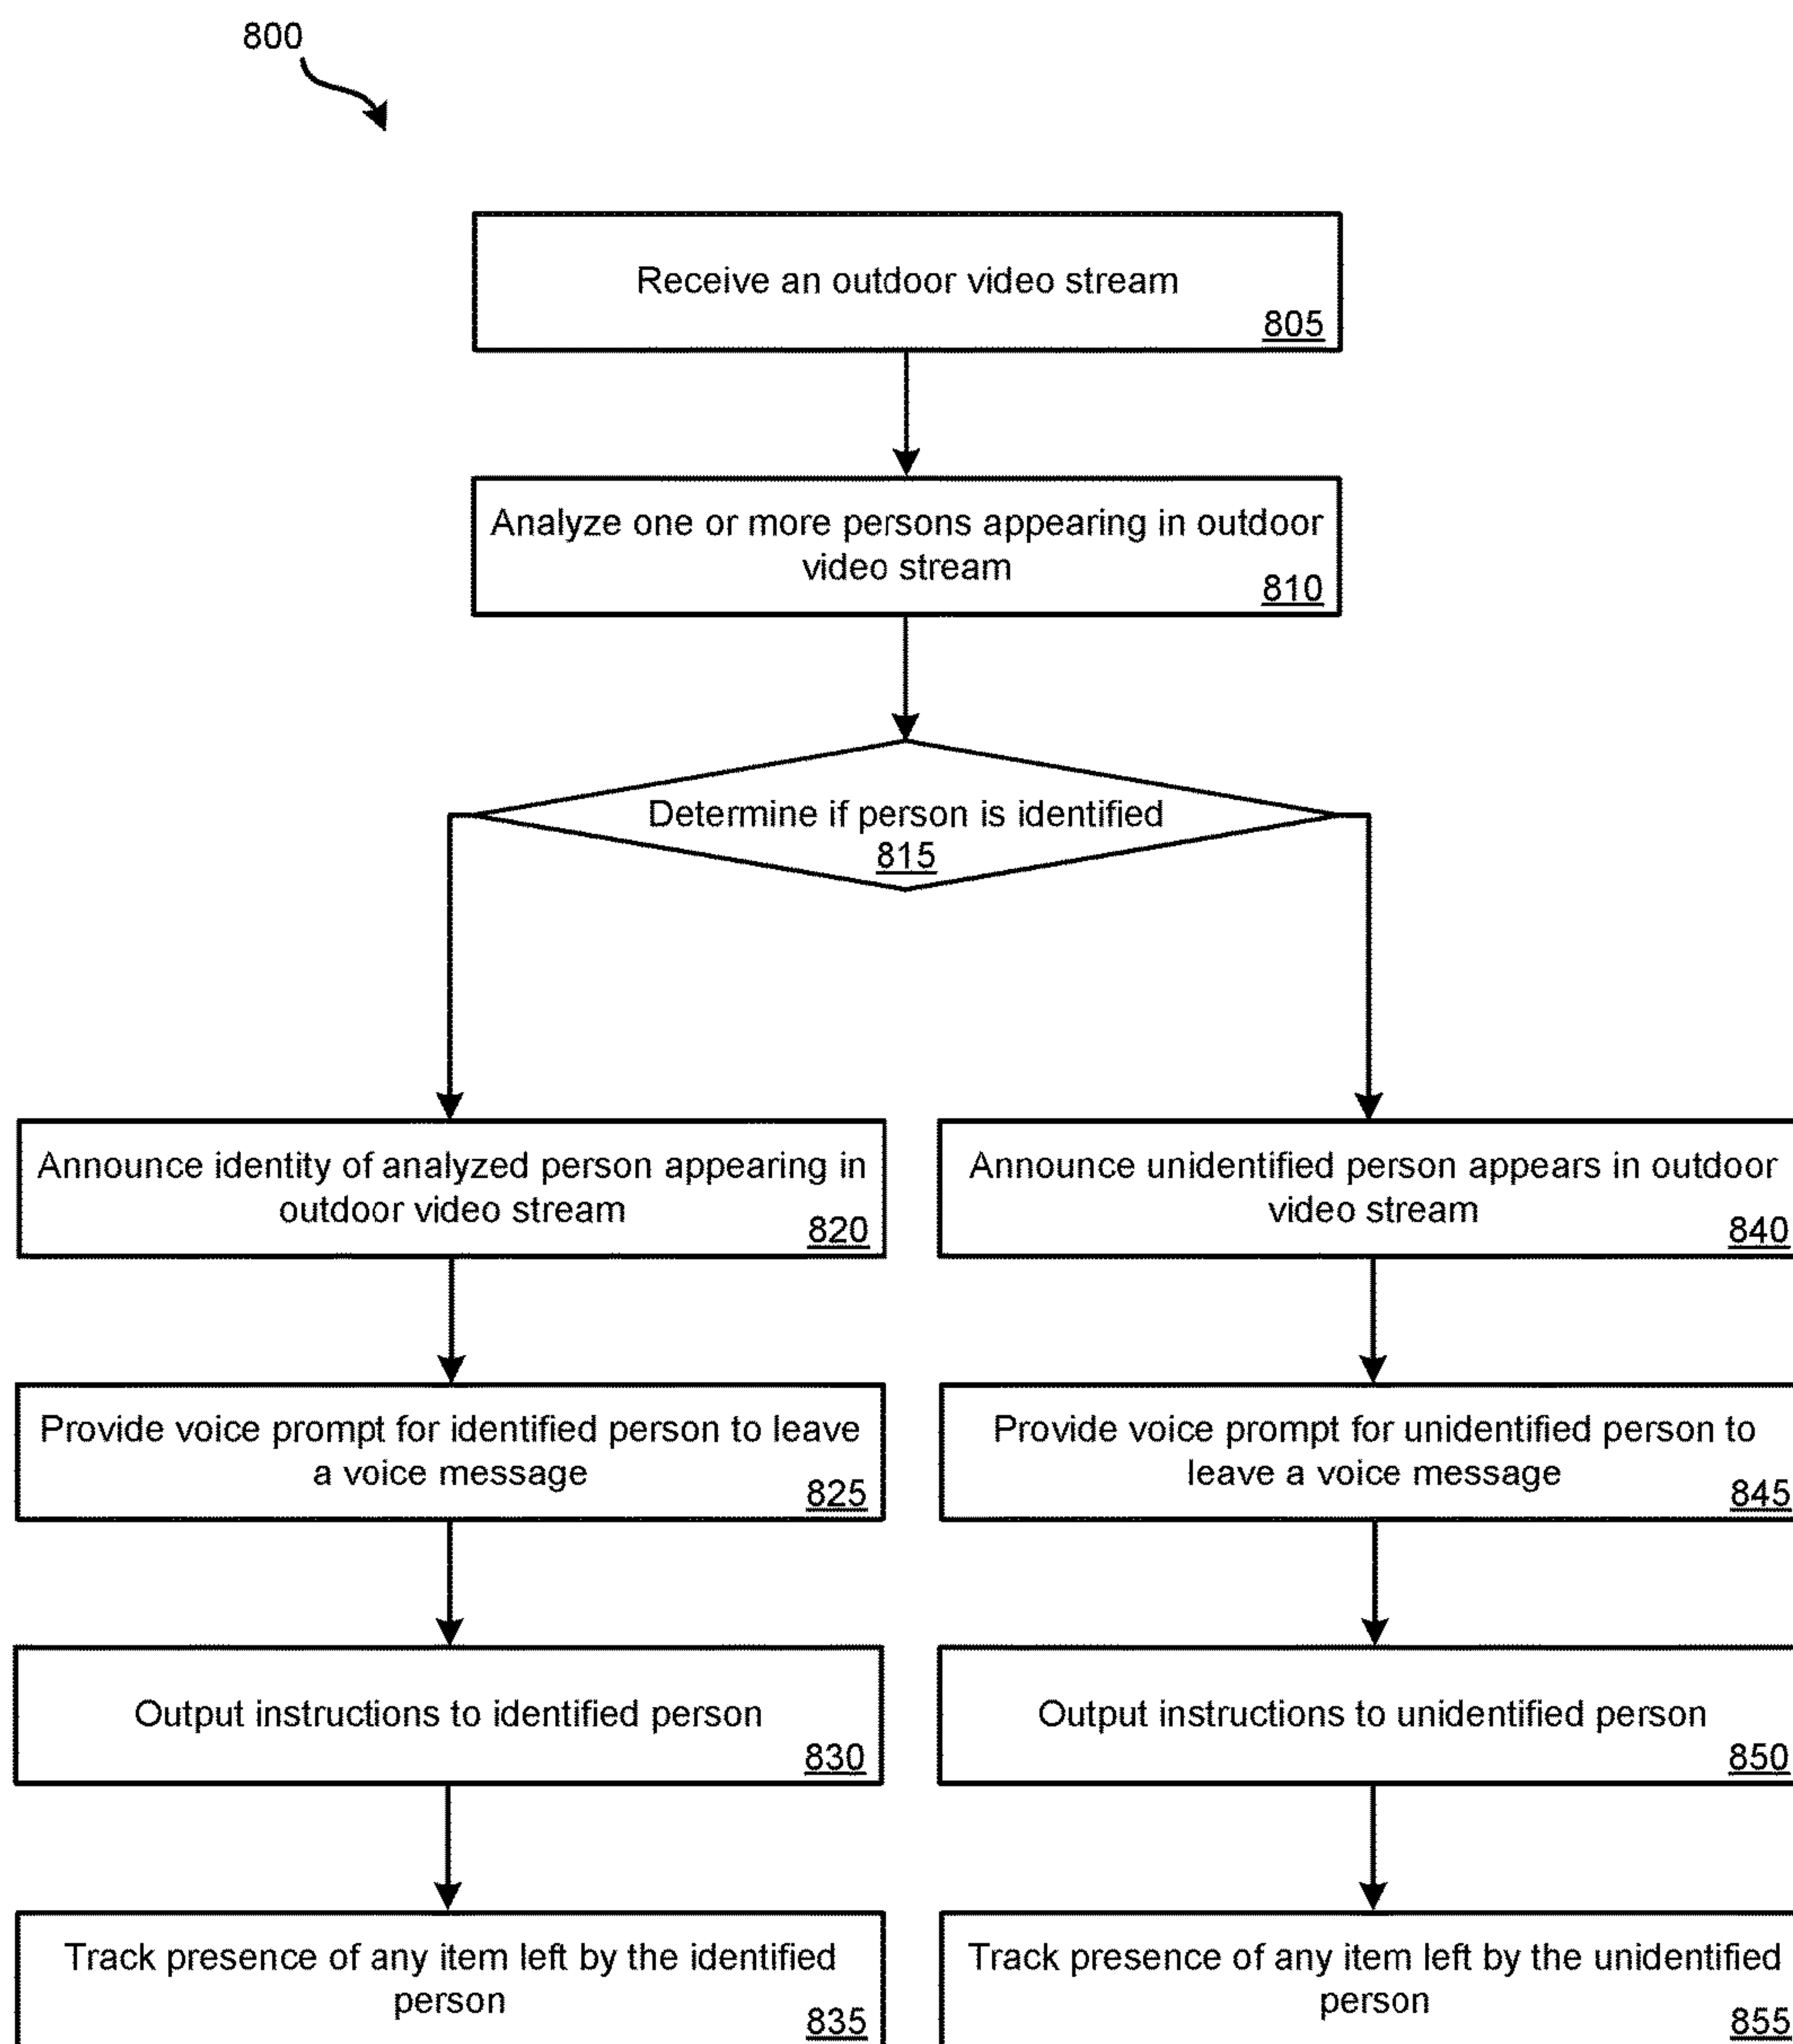 800
Receive an outdoor video stream
805
Analyze one or more persons appearing in outdoor
video stream
810
Determine if person is identified
815
Announce identity of analyzed person appearing in
outdoor video stream
820
Provide voice prompt for identified person to leave
a voice message
825
Output instructions to identified person
830
Track presence of any item left by the identified
person
835
Announce unidentified person appears in outdoor
video stream
840
Provide voice prompt for unidentified person to
leave a voice message
845
Output instructions to unidentified person
850
Track presence of any item left by the unidentified
person
855